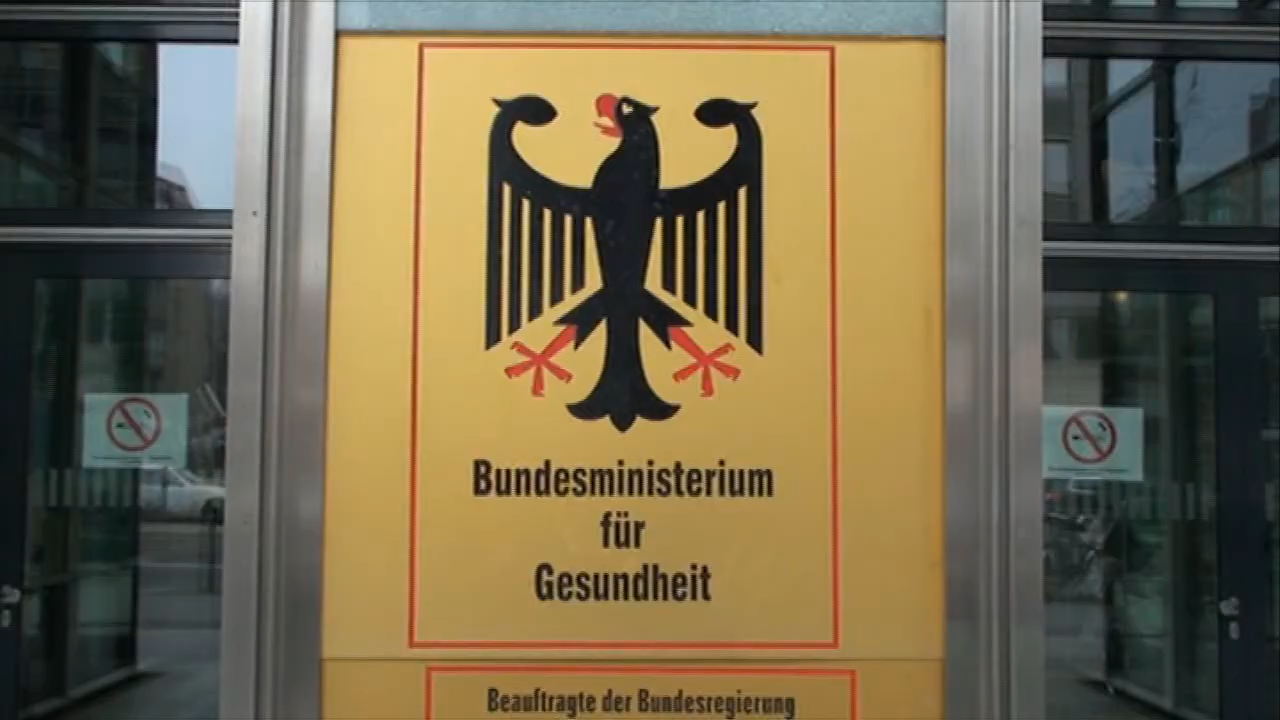 Bundesministerium
für
Gesundheit
Beauftragte der Bundesregierung